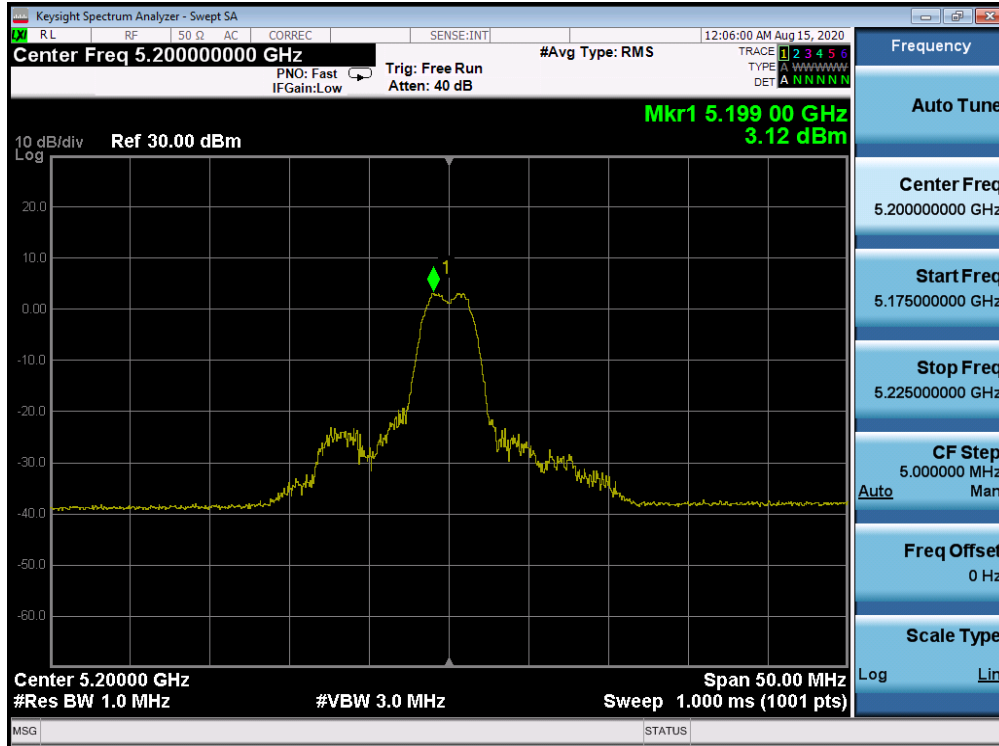 Keysight Spectrum Analyzer - Swept SA
LXI RL RF 50 Ω AC CORREC SENSE:INT 12:06:00 AM Aug 15, 2020
Center Freq 5.200000000 GHz
PNO: Fast
IFGain:Low
Trig: Free Run
Atten: 40 dB
#Avg Type: RMS
TRACE 1 2 3 4 5 6
TYPE A WWWWW
DET A N N N N N
Mkr1 5.199 00 GHz
3.12 dBm
10 dB/div Ref 30.00 dBm
Log
20.0
10.0
0.00
-10.0
-20.0
-30.0
-40.0
-50.0
-60.0
1
Center 5.20000 GHz Span 50.00 MHz
#Res BW 1.0 MHz #VBW 3.0 MHz Sweep 1.000 ms (1001 pts)
MSG STATUS
Frequency
Auto Tune
Center Freq
5.200000000 GHz
Start Freq
5.175000000 GHz
Stop Freq
5.225000000 GHz
CF Step
5.000000 MHz
Auto Man
Freq Offset
0 Hz
Scale Type
Log Lin